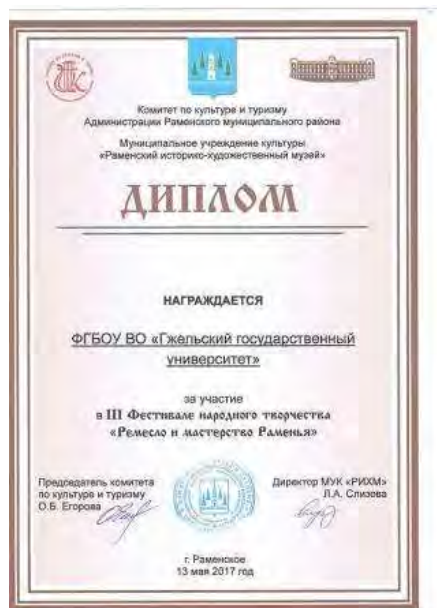 Комитет по культуре и туризму
Администрации Раменского муниципального района
Муниципальное учреждение культуры
«Раменский историко-художественный музей»
ДИПЛОМ
НАГРАЖДАЕТСЯ
ФГБОУ ВО «Гжельский государственный
университет»
за участие
в III Фестивале народного творчества
«Ремесло и мастерство Раменья»
Председатель комитета
по культуре и туризму
О.Б. Егорова
Директор МУК «РИХМ»
Л.А. Слизова
г. Раменское
13 мая 2017 год